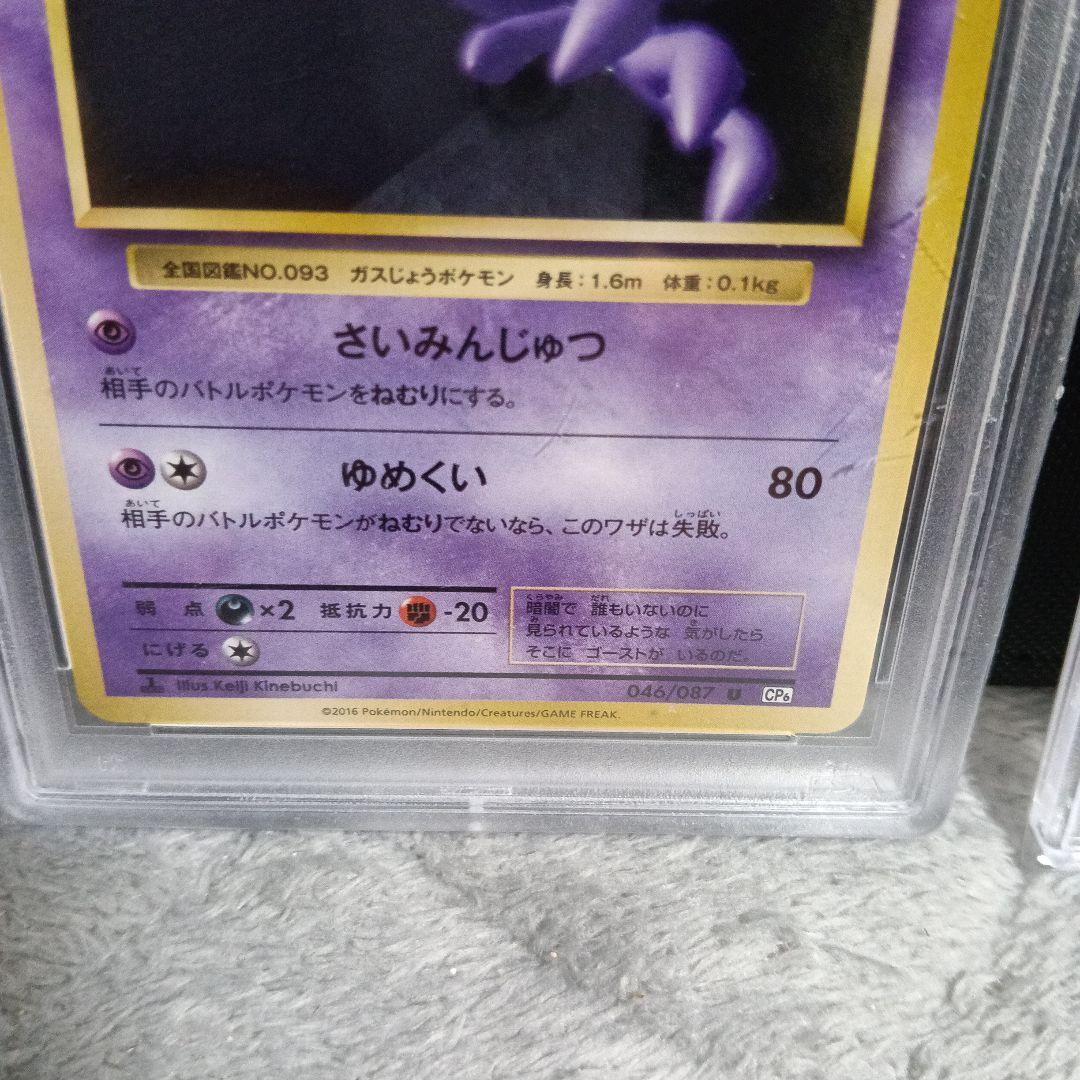 全国図鑑NO.093 ガスじょうポケモン 身長:1.6m 体重:0.1kg
さいみんじゅつ
あいて
相手のバトルポケモンをねむりにする。
ゆめくい 80
あいて しっぱい
相手のバトルポケモンがねむりでないなら、このワザは失敗。
弱点 ×2 抵抗力 -20
にげる
くらやみ だれ
暗闇で 誰もいないのに
み き
見られているような 気がしたら
そこに ゴーストが いるのだ。
Illus.Keiji Kinebuchi
046/087 U CP6
©2016 Pokémon/Nintendo/Creatures/GAME FREAK.